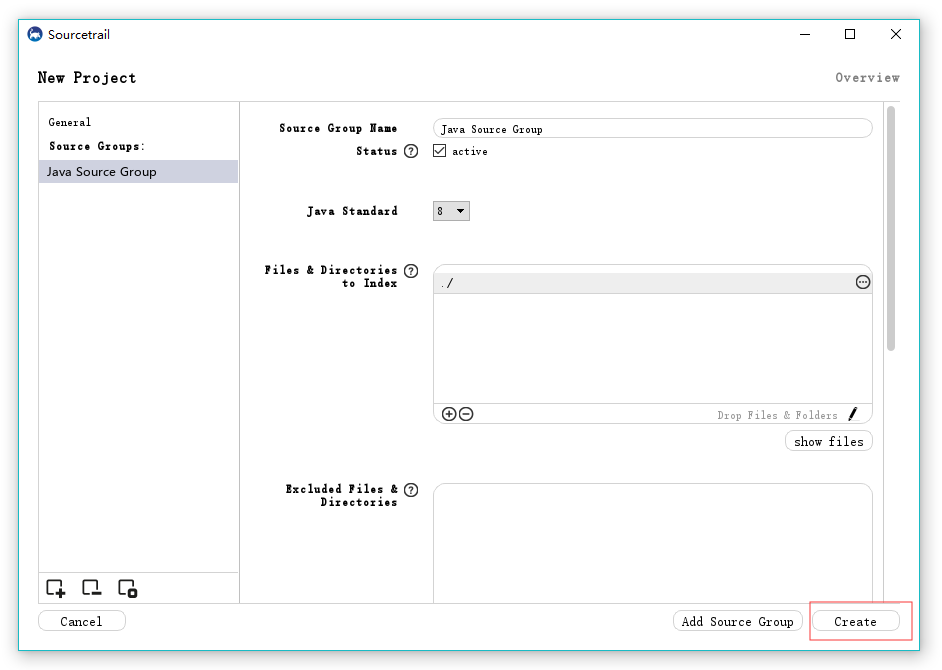 Sourcetrail
New Project
Overview
General
Source Groups:
Java Source Group
Source Group Name
Java Source Group
Status ?
active
Java Standard
8
Files & Directories ?
to Index
./
Drop Files & Folders
show files
Excluded Files & ?
Directories
Cancel
Add Source Group
Create